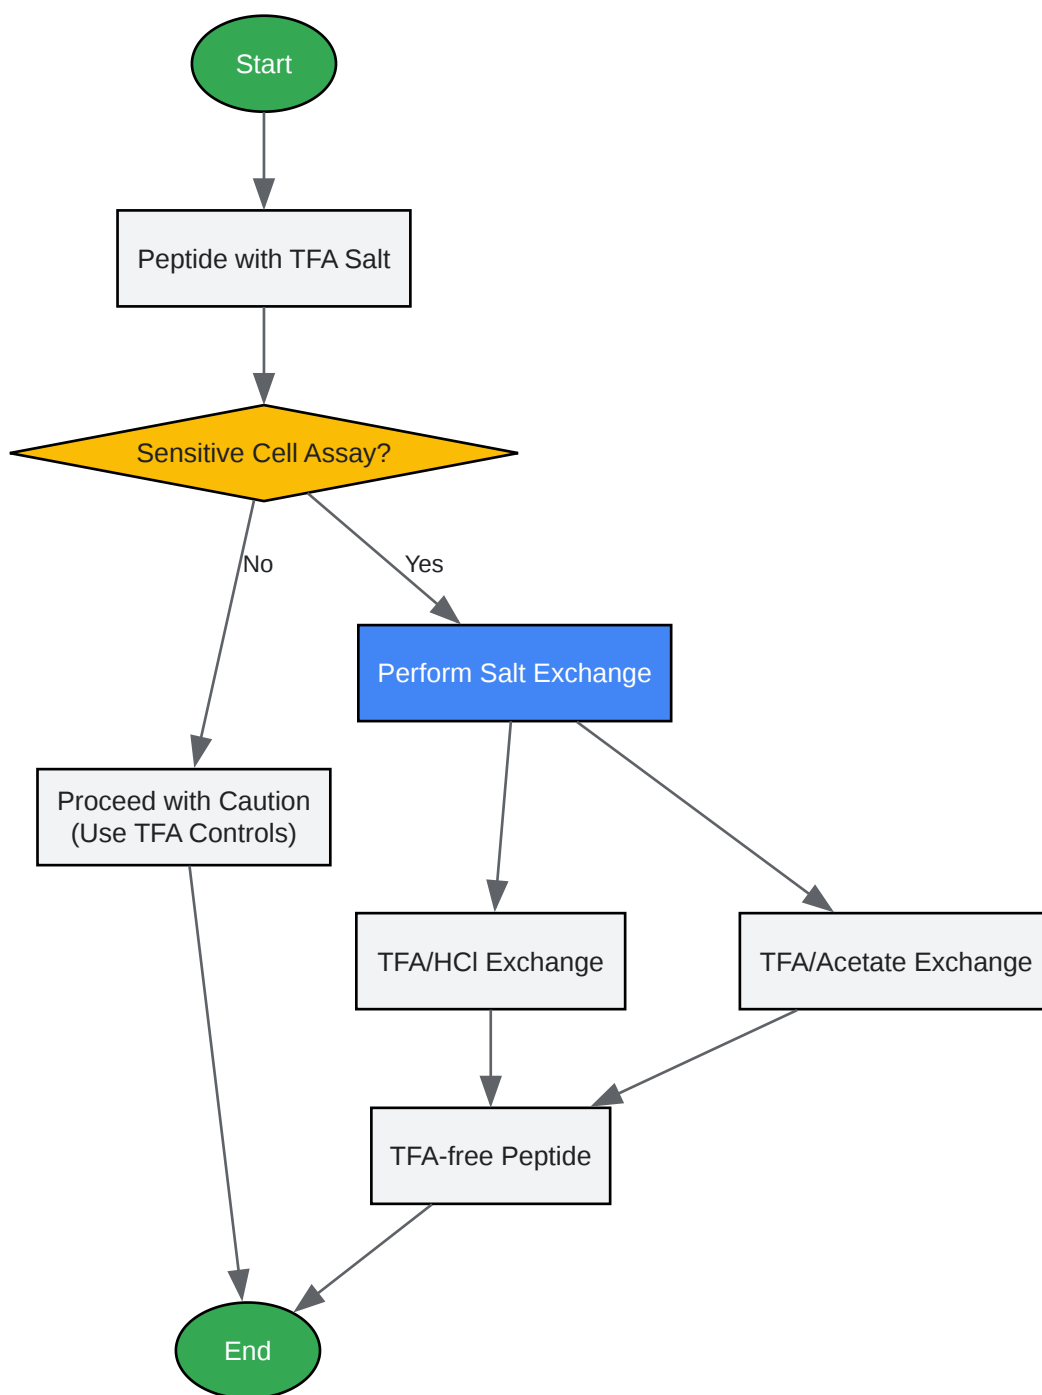 Start
Peptide with TFA Salt
Sensitive Cell Assay?
No
Yes
Perform Salt Exchange
Proceed with Caution
(Use TFA Controls)
TFA/HCl Exchange
TFA/Acetate Exchange
TFA-free Peptide
End